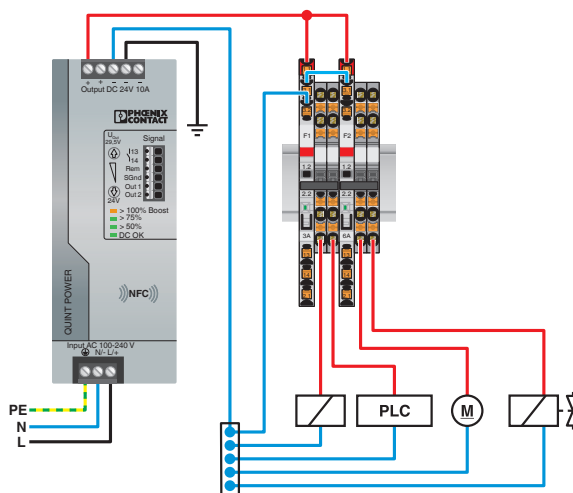 + + − − −
Output DC 24V 10A
PHŒNIX
CONTACT
UOut
29,5V
24V
Signal
13
14
Rem
SGnd
Out 1
Out 2
> 100% Boost
> 75%
> 50%
DC OK
QUINT POWER
NFC
Input AC 100-240 V
N/- L/+
PE
N
L
F1
F2
1.2
1.2
2.2
2.2
3A
6A
PLC
M